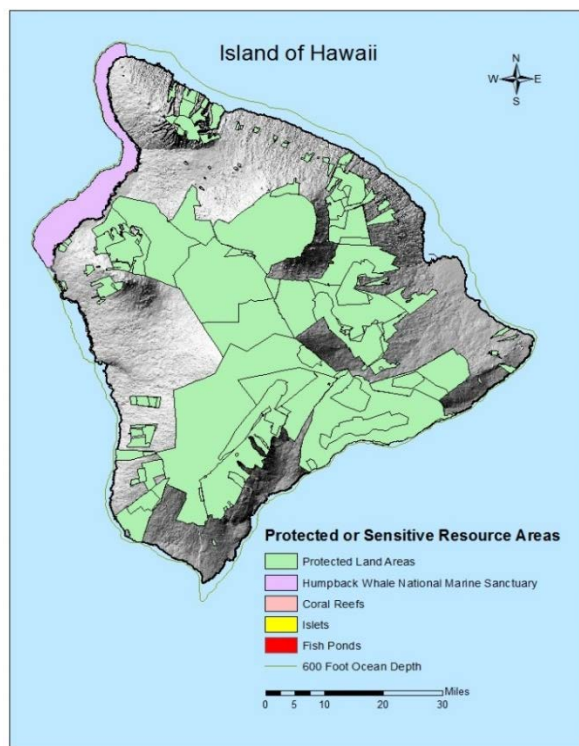 Island of Hawaii
N
W E
S
Protected or Sensitive Resource Areas
Protected Land Areas
Humpback Whale National Marine Sanctuary
Coral Reefs
Islets
Fish Ponds
600 Foot Ocean Depth
Miles
0 5 10 20 30